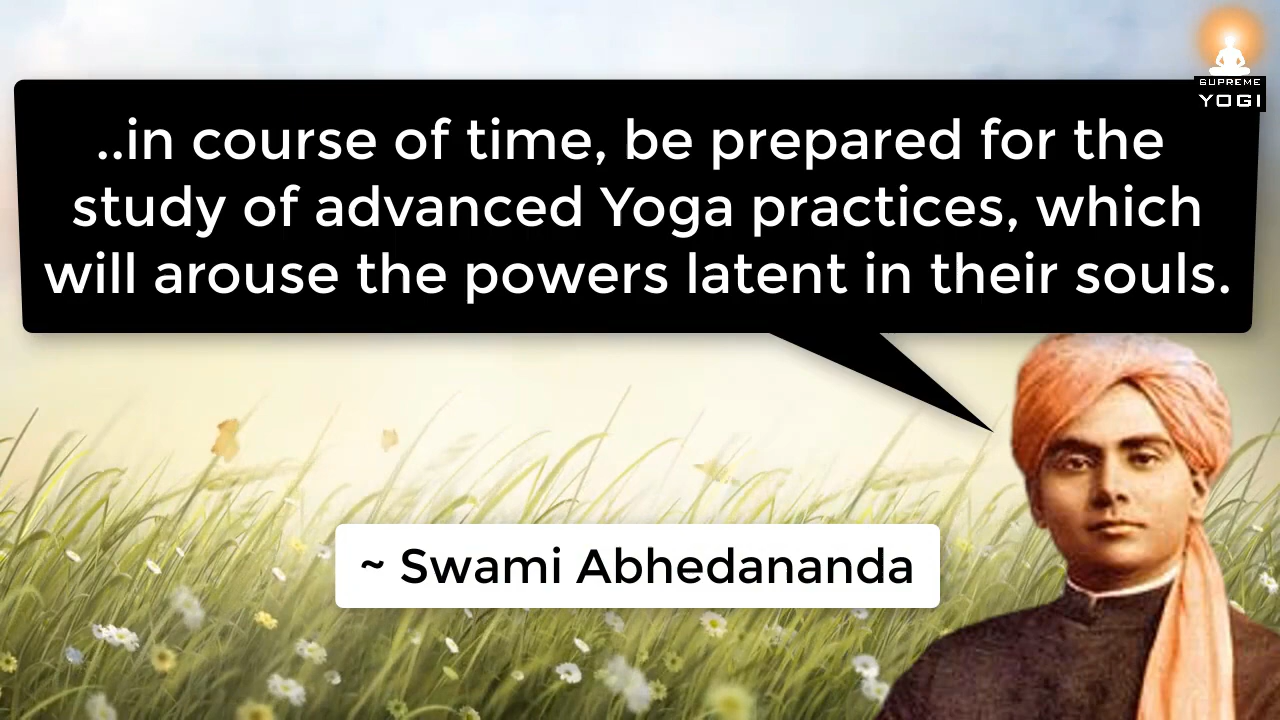 SUPREME
YOGI
..in course of time, be prepared for the
study of advanced Yoga practices, which
will arouse the powers latent in their souls.
~ Swami Abhedananda